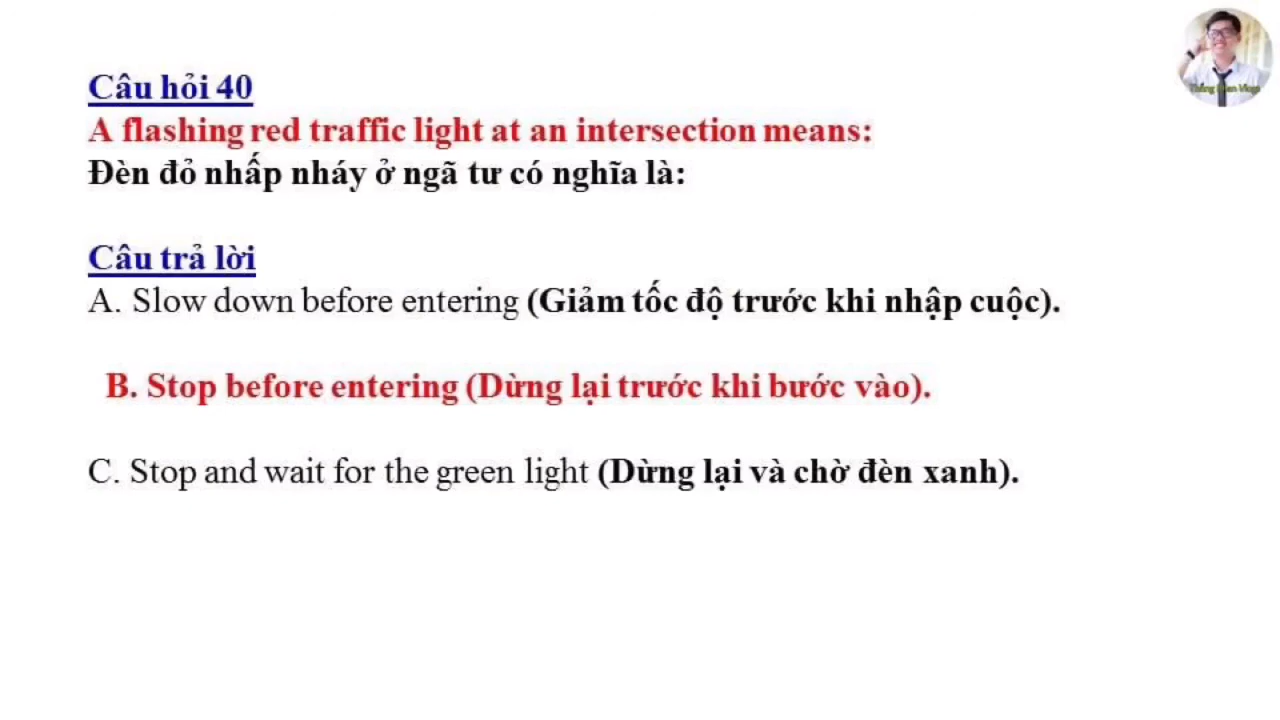 Câu hỏi 40
A flashing red traffic light at an intersection means:
Đèn đỏ nhấp nháy ở ngã tư có nghĩa là:
Câu trả lời
A. Slow down before entering (Giảm tốc độ trước khi nhập cuộc).
B. Stop before entering (Dừng lại trước khi bước vào).
C. Stop and wait for the green light (Dừng lại và chờ đèn xanh).